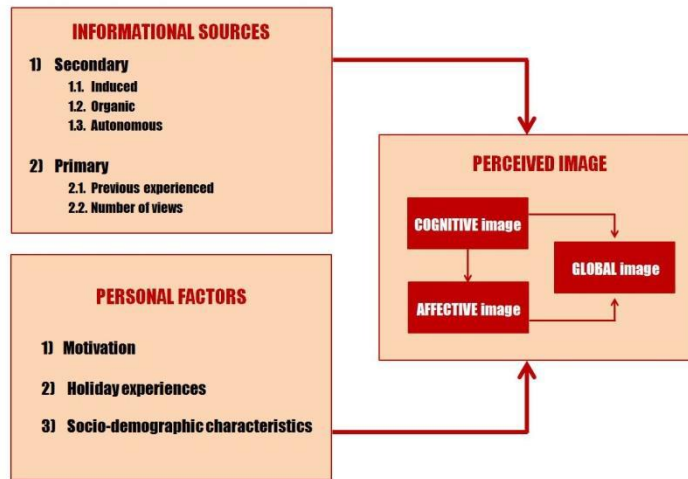 INFORMATIONAL SOURCES
1) Secondary
1.1. Induced
1.2. Organic
1.3. Autonomous
2) Primary
2.1. Previous experienced
2.2. Number of views
PERSONAL FACTORS
1) Motivation
2) Holiday experiences
3) Socio-demographic characteristics
PERCEIVED IMAGE
COGNITIVE image
GLOBAL image
AFFECTIVE image